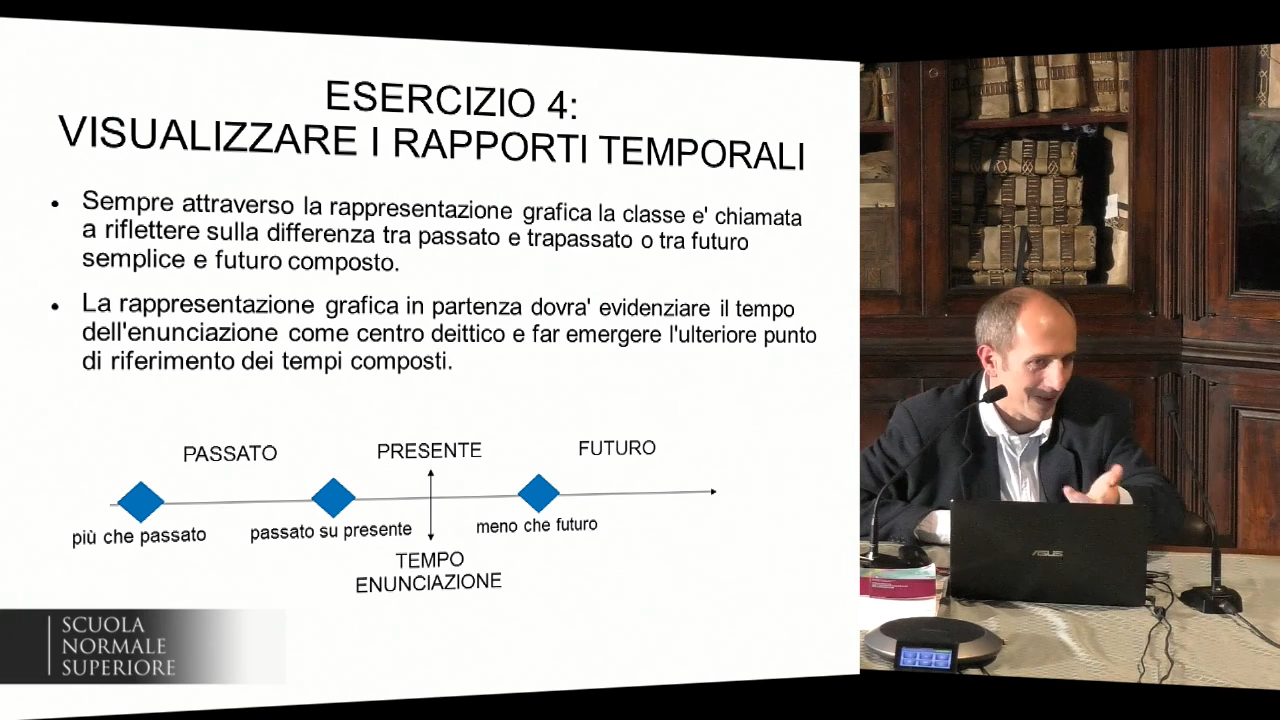 ESERCIZIO 4:
VISUALIZZARE I RAPPORTI TEMPORALI
• Sempre attraverso la rappresentazione grafica la classe e' chiamata
a riflettere sulla differenza tra passato e trapassato o tra futuro
semplice e futuro composto.
• La rappresentazione grafica in partenza dovra' evidenziare il tempo
dell'enunciazione come centro deittico e far emergere l'ulteriore punto
di riferimento dei tempi composti.
PASSATO
PRESENTE
FUTURO
più che passato
passato su presente
meno che futuro
TEMPO
ENUNCIAZIONE
SCUOLA
NORMALE
SUPERIORE
ASUS